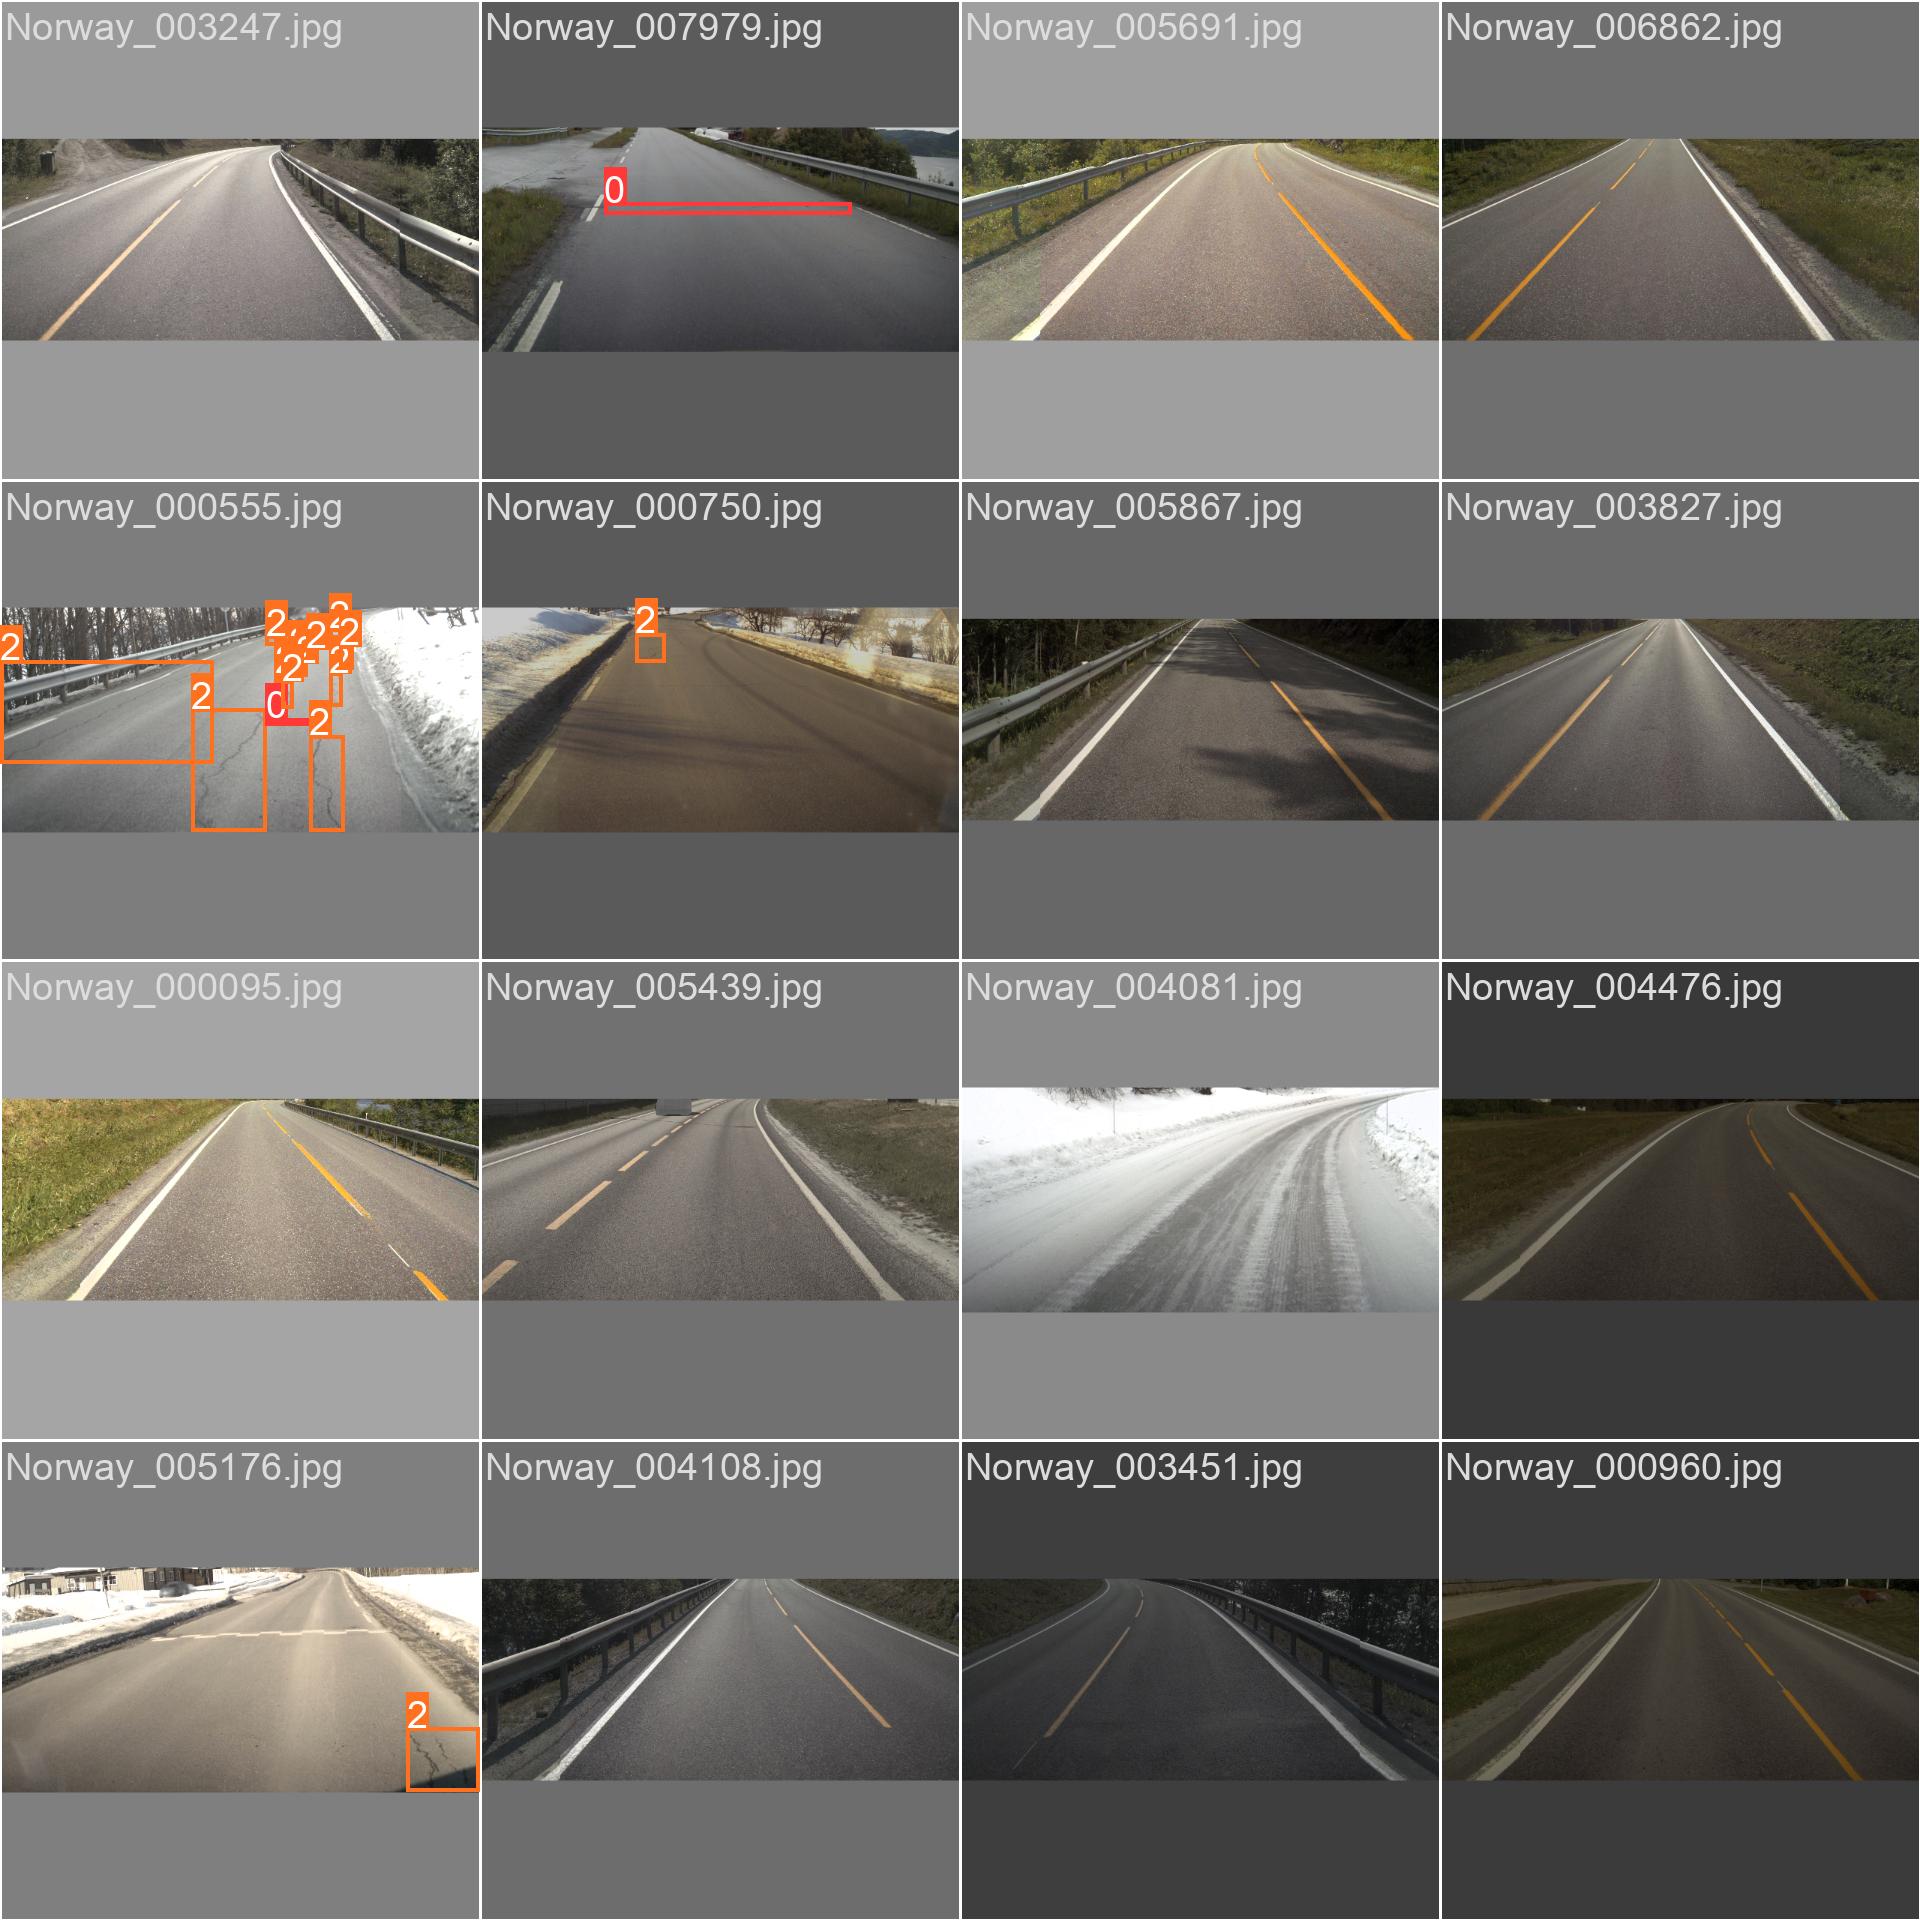 Norway_003247.jpg
Norway_007979.jpg
Norway_005691.jpg
Norway_006862.jpg
0
Norway_000555.jpg
Norway_000750.jpg
Norway_005867.jpg
Norway_003827.jpg
2
2
2
2
2
2
2
2
2
0
2
2
Norway_000095.jpg
Norway_005439.jpg
Norway_004081.jpg
Norway_004476.jpg
Norway_005176.jpg
Norway_004108.jpg
Norway_003451.jpg
Norway_000960.jpg
2